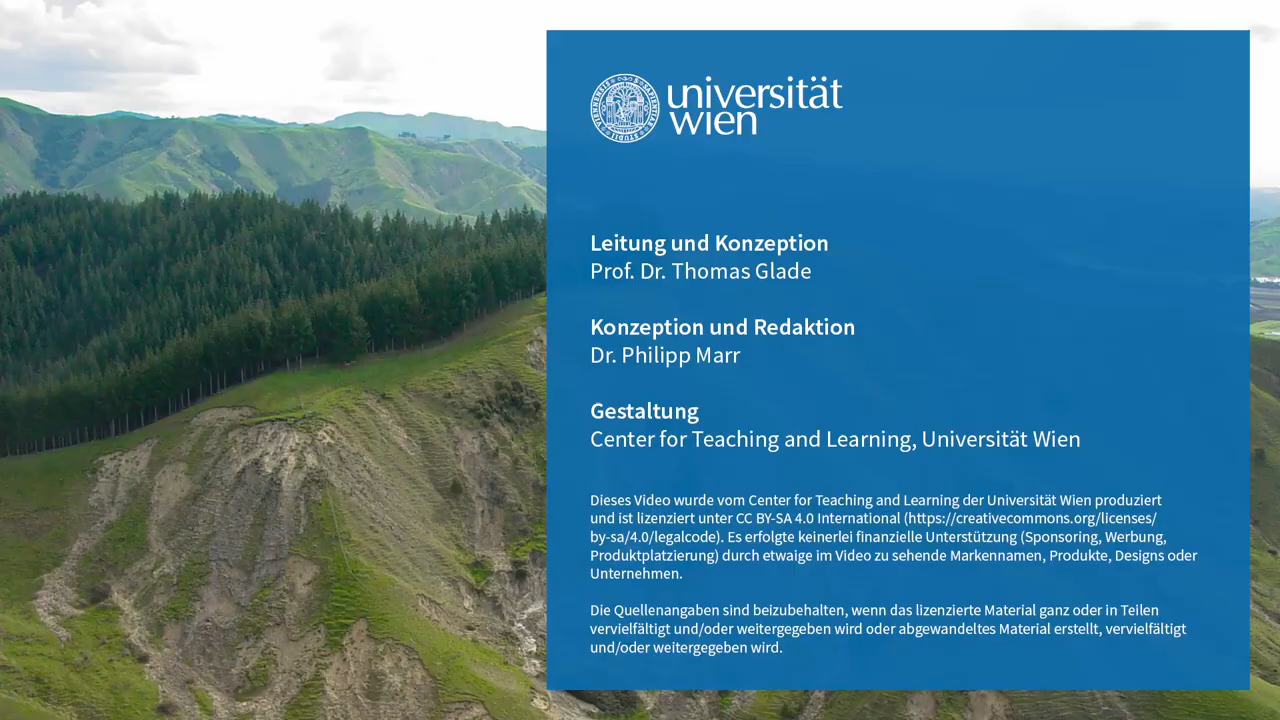 universität
wien
Leitung und Konzeption
Prof. Dr. Thomas Glade
Konzeption und Redaktion
Dr. Philipp Marr
Gestaltung
Center for Teaching and Learning, Universität Wien
Dieses Video wurde vom Center for Teaching and Learning der Universität Wien produziert
und ist lizenziert unter CC BY-SA 4.0 International (https://creativecommons.org/licenses/
by-sa/4.0/legalcode). Es erfolgte keinerlei finanzielle Unterstützung (Sponsoring, Werbung,
Produktplatzierung) durch etwaige im Video zu sehende Markennamen, Produkte, Designs oder
Unternehmen.
Die Quellenangaben sind beizubehalten, wenn das lizenzierte Material ganz oder in Teilen
vervielfältigt und/oder weitergegeben wird oder abgewandeltes Material erstellt, vervielfältigt
und/oder weitergegeben wird.